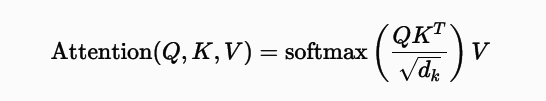 Attention(Q, K, V) = softmax(QK^T / √d_k)V